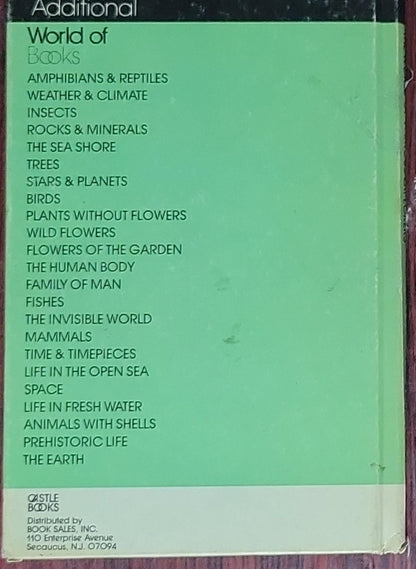 Additional
World of
Books
AMPHIBIANS & REPTILES
WEATHER & CLIMATE
INSECTS
ROCKS & MINERALS
THE SEA SHORE
TREES
STARS & PLANETS
BIRDS
PLANTS WITHOUT FLOWERS
WILD FLOWERS
FLOWERS OF THE GARDEN
THE HUMAN BODY
FAMILY OF MAN
FISHES
THE INVISIBLE WORLD
MAMMALS
TIME & TIMEPIECES
LIFE IN THE OPEN SEA
SPACE
LIFE IN FRESH WATER
ANIMALS WITH SHELLS
PREHISTORIC LIFE
THE EARTH
CASTLE
BOOKS
Distributed by
BOOK SALES, INC.
110 Enterprise Avenue
Secaucus, N.J. 07094